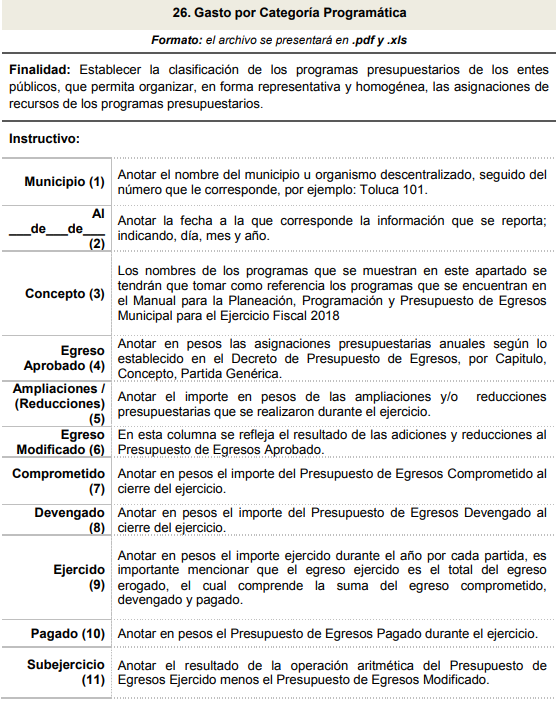 26. Gasto por Categoría Programática
Formato: el archivo se presentará en .pdf y .xls
Finalidad: Establecer la clasificación de los programas presupuestarios de los entes
públicos, que permita organizar, en forma representativa y homogénea, las asignaciones de
recursos de los programas presupuestarios.
Instructivo:
Municipio (1)
Anotar el nombre del municipio u organismo descentralizado, seguido del
número que le corresponde, por ejemplo: Toluca 101.
Al
___de___de___
(2)
Anotar la fecha a la que corresponde la información que se reporta;
indicando, día, mes y año.
Concepto (3)
Los nombres de los programas que se muestran en este apartado se
tendrán que tomar como referencia los programas que se encuentran en
el Manual para la Planeación, Programación y Presupuesto de Egresos
Municipal para el Ejercicio Fiscal 2018
Egreso
Aprobado (4)
Anotar en pesos las asignaciones presupuestarias anuales según lo
establecido en el Decreto de Presupuesto de Egresos, por Capitulo,
Concepto, Partida Genérica.
Ampliaciones /
(Reducciones)
(5)
Anotar el importe en pesos de las ampliaciones y/o reducciones
presupuestarias que se realizaron durante el ejercicio.
Egreso
Modificado (6)
En esta columna se refleja el resultado de las adiciones y reducciones al
Presupuesto de Egresos Aprobado.
Comprometido
(7)
Anotar en pesos el importe del Presupuesto de Egresos Comprometido al
cierre del ejercicio.
Devengado
(8)
Anotar en pesos el importe del Presupuesto de Egresos Devengado al
cierre del ejercicio.
Ejercido
(9)
Anotar en pesos el importe ejercido durante el año por cada partida, es
importante mencionar que el egreso ejercido es el total del egreso
erogado, el cual comprende la suma del egreso comprometido,
devengado y pagado.
Pagado (10)
Anotar en pesos el Presupuesto de Egresos Pagado durante el ejercicio.
Subejercicio
(11)
Anotar el resultado de la operación aritmética del Presupuesto de
Egresos Ejercido menos el Presupuesto de Egresos Modificado.